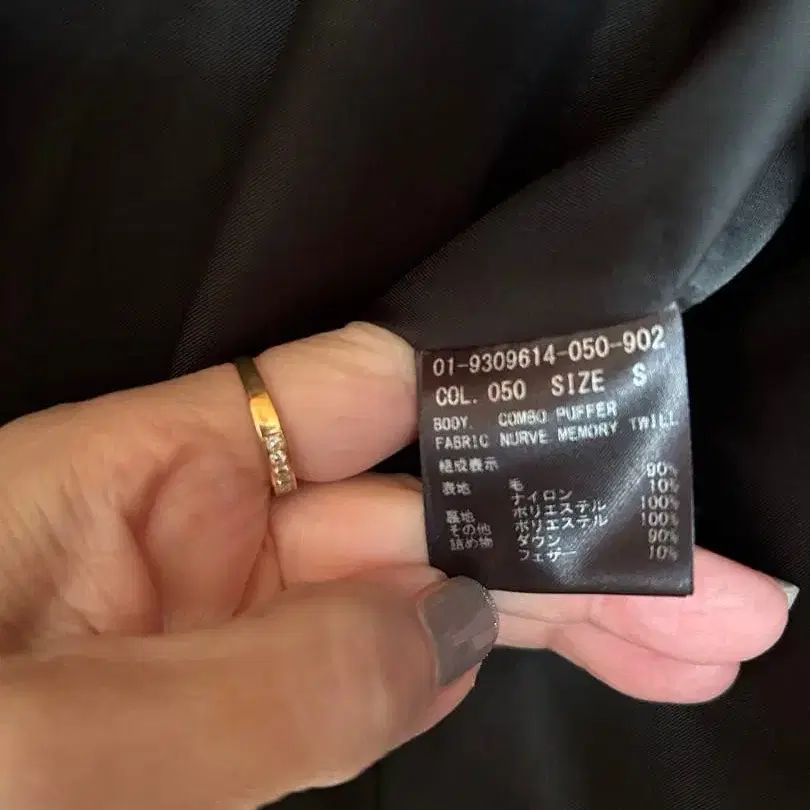 01-9309614-050-902
COL. 050 SIZE S
BODY. COMBO PUFFER
FABRIC NURVE MEMORY TWILL
組成表示
表地 毛 90%
ナイロン 10%
裏地 ポリエステル 100%
その他 ポリエステル 100%
詰め物 ダウン 90%
フェザー 10%